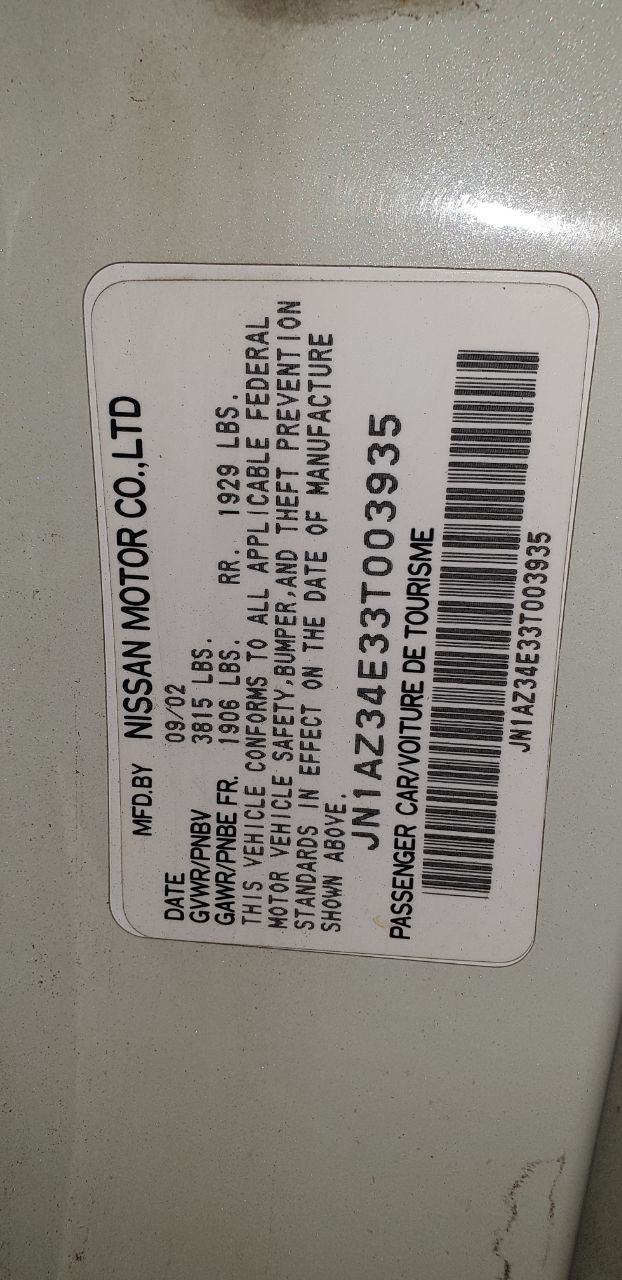 MFD.BY NISSAN MOTOR CO.,LTD
DATE 09/02
GVWR/PNBV 3815 LBS.
GAWR/PNBE FR. 1906 LBS. RR. 1929 LBS.
THIS VEHICLE CONFORMS TO ALL APPLICABLE FEDERAL
MOTOR VEHICLE SAFETY,BUMPER,AND THEFT PREVENTION
STANDARDS IN EFFECT ON THE DATE OF MANUFACTURE
SHOWN ABOVE.
JN1AZ34E33T003935
PASSENGER CAR/VOITURE DE TOURISME
JN1AZ34E33T003935